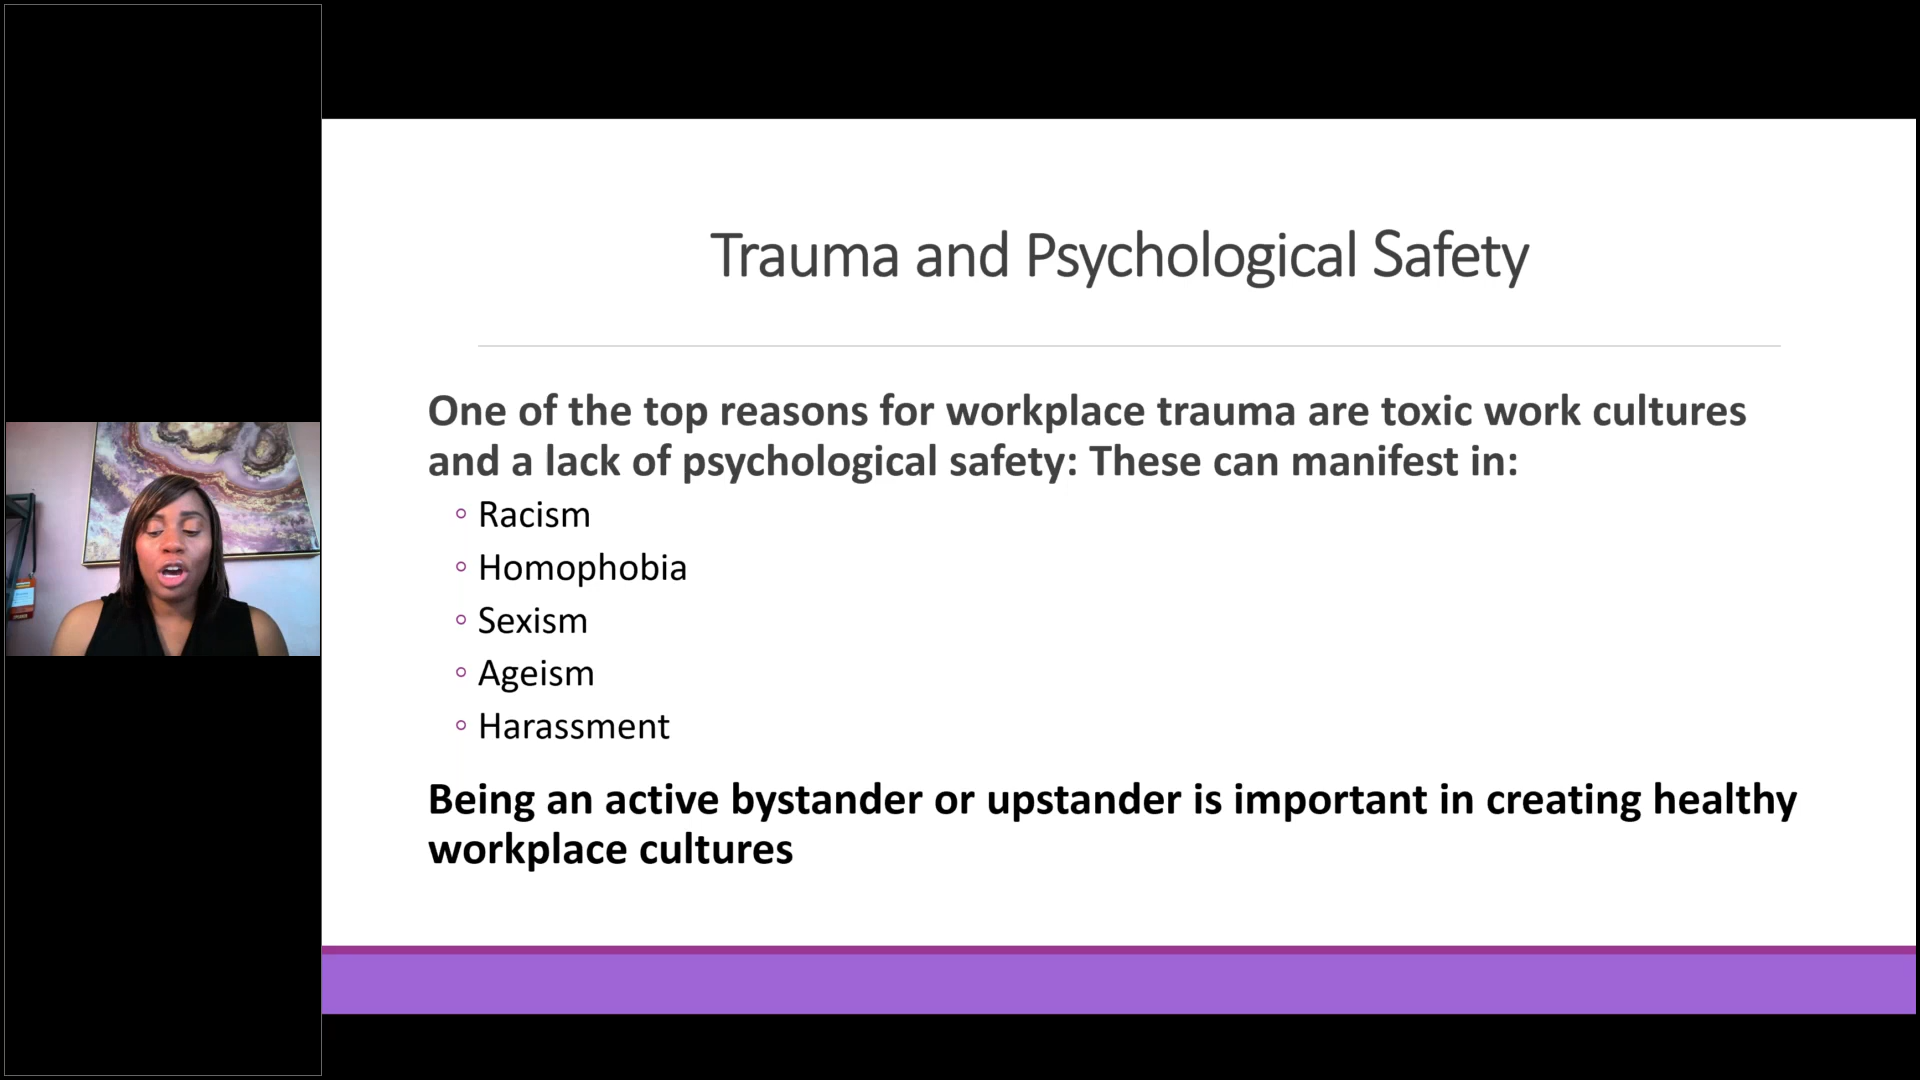 Trauma and Psychological Safety
One of the top reasons for workplace trauma are toxic work cultures
and a lack of psychological safety: These can manifest in:
◦ Racism
◦ Homophobia
◦ Sexism
◦ Ageism
◦ Harassment
Being an active bystander or upstander is important in creating healthy
workplace cultures